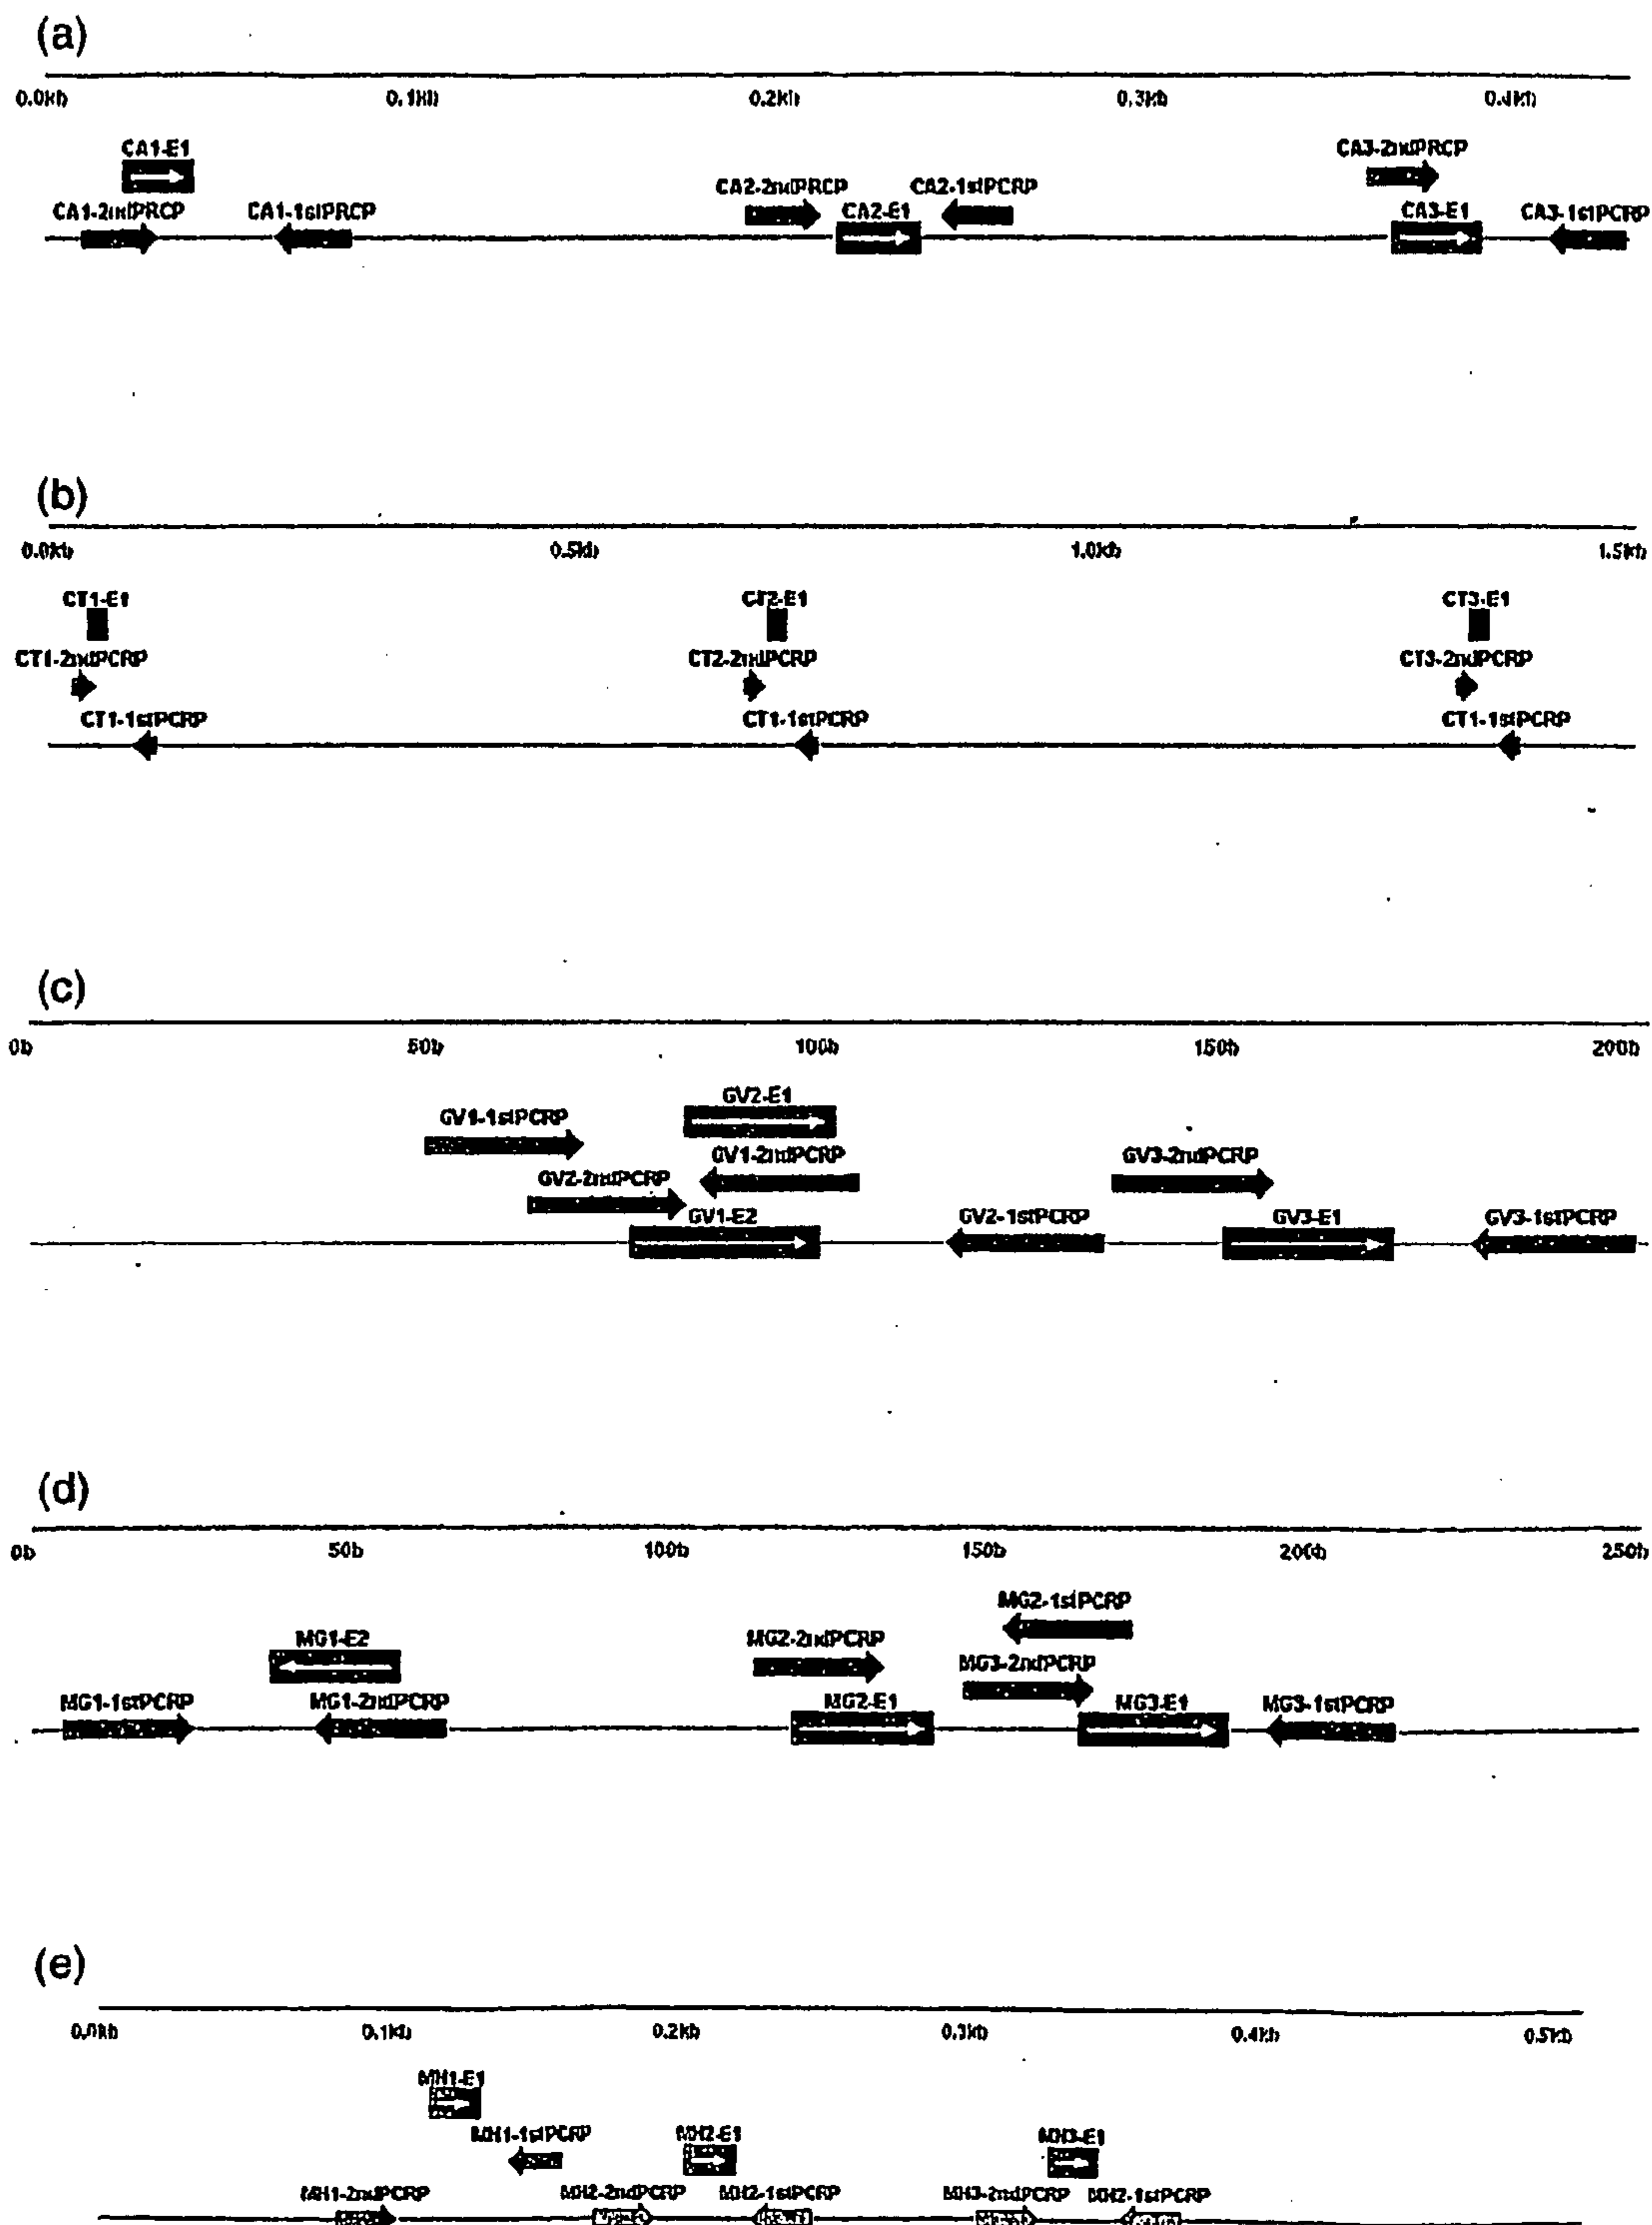 (a)
0.0kb 0.1kb 0.2kb 0.3kb 0.4kb
CA1-E1 CA3-2ndPRCP
CA2-2ndPRCP CA2-1stPCRP
CA1-2ndPRCP CA1-1stPRCP CA2-E1 CA3-E1 CA3-1stPCRP
(b)
0.0kb 0.5kb 1.0kb 1.5kb
CT1-E1 CT2-E1 CT3-E1
CT1-2ndPCRP CT2-2ndPCRP CT3-2ndPCRP
CT1-1stPCRP CT1-1stPCRP CT1-1stPCRP
(c)
0b 50b 100b 150b 200b
GV2-E1
GV1-1stPCRP
GV1-2ndPCRP GV3-2ndPCRP
GV2-2ndPCRP
GV1-E2 GV2-1stPCRP GV3-E1 GV3-1stPCRP
(d)
0b 50b 100b 150b 200b 250b
MG2-1stPCRP
MG1-E2 MG2-2ndPCRP
MG3-2ndPCRP
MG1-1stPCRP MG1-2ndPCRP MG2-E1 MG3-E1 MG3-1stPCRP
(e)
0.0kb 0.1kb 0.2kb 0.3kb 0.4kb 0.5kb
MH1-E1
MH1-1stPCRP MH2-E1 MH3-E1
MH1-2ndPCRP MH2-2ndPCRP MH2-1stPCRP MH3-2ndPCRP MH2-1stPCRP